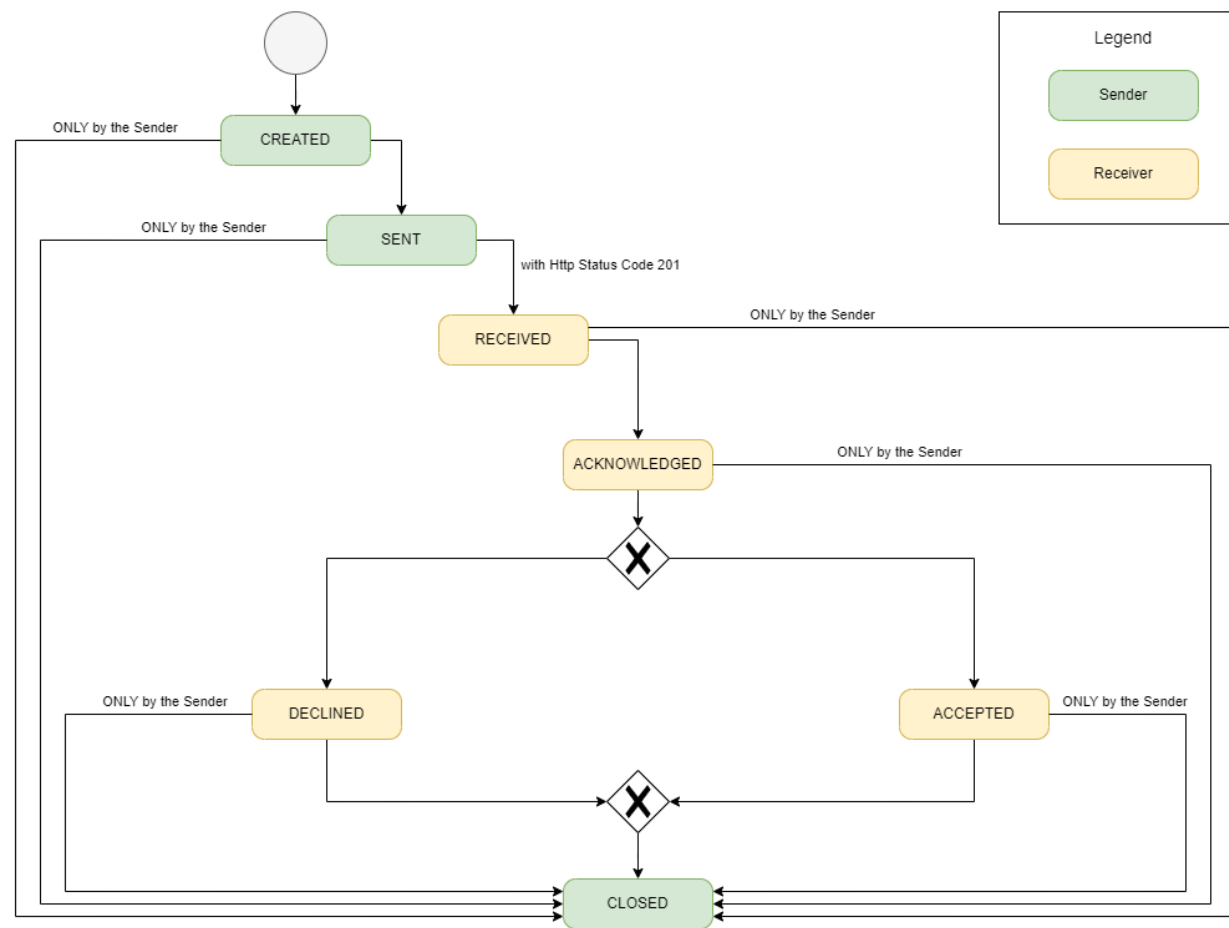 Legend
Sender
Receiver
ONLY by the Sender
CREATED
ONLY by the Sender
SENT
with Http Status Code 201
RECEIVED
ONLY by the Sender
ACKNOWLEDGED
ONLY by the Sender
X
ONLY by the Sender
DECLINED
ACCEPTED
ONLY by the Sender
X
CLOSED